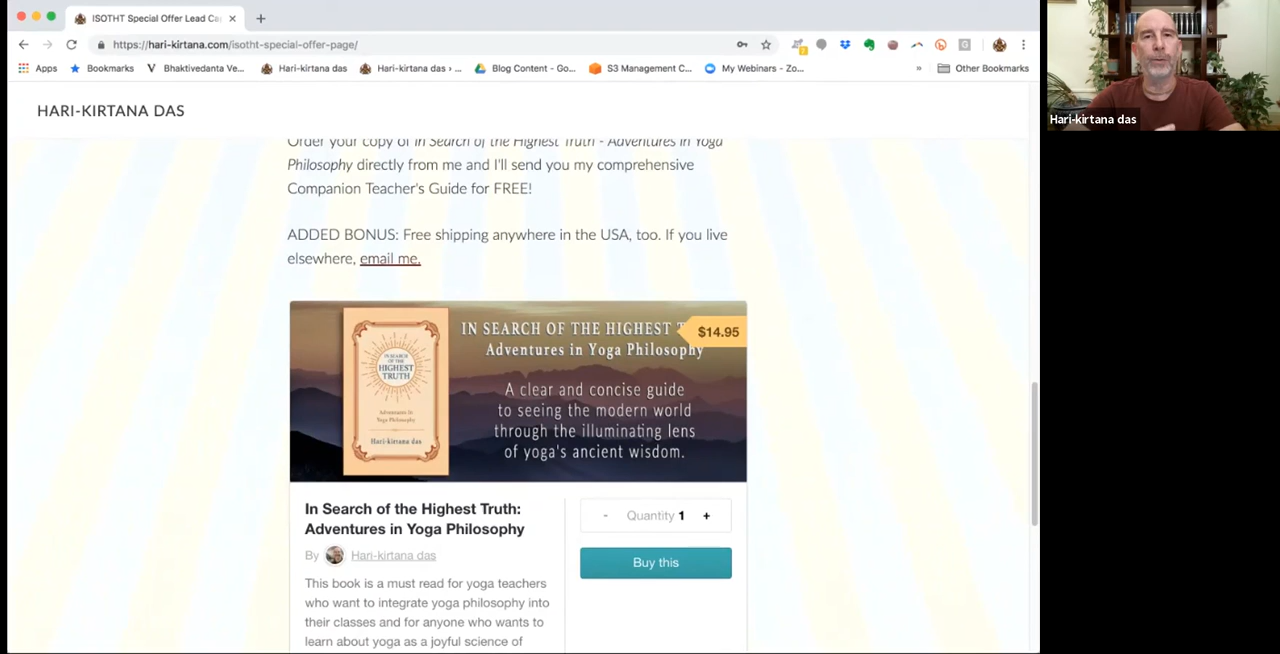 ISOTHT Special Offer Lead Ca
https://hari-kirtana.com/isotht-special-offer-page/
Apps Bookmarks Bhaktivedanta Ve... Hari-kirtana das Hari-kirtana das › ... Blog Content - Go... S3 Management C... My Webinars - Zo... » Other Bookmarks
HARI-KIRTANA DAS
Order your copy of In Search of the Highest Truth - Adventures in Yoga
Philosophy directly from me and I'll send you my comprehensive
Companion Teacher's Guide for FREE!
ADDED BONUS: Free shipping anywhere in the USA, too. If you live
elsewhere, email me.
IN SEARCH
OF THE
HIGHEST
TRUTH
Adventures in
Yoga Philosophy
Hari-kirtana das
IN SEARCH OF THE HIGHEST
$14.95
Adventures in Yoga Philosophy
A clear and concise guide
to seeing the modern world
through the illuminating lens
of yoga's ancient wisdom.
In Search of the Highest Truth:
Adventures in Yoga Philosophy
By Hari-kirtana das
This book is a must read for yoga teachers
who want to integrate yoga philosophy into
their classes and for anyone who wants to
learn about yoga as a joyful science of
- Quantity 1 +
Buy this
Hari-kirtana das